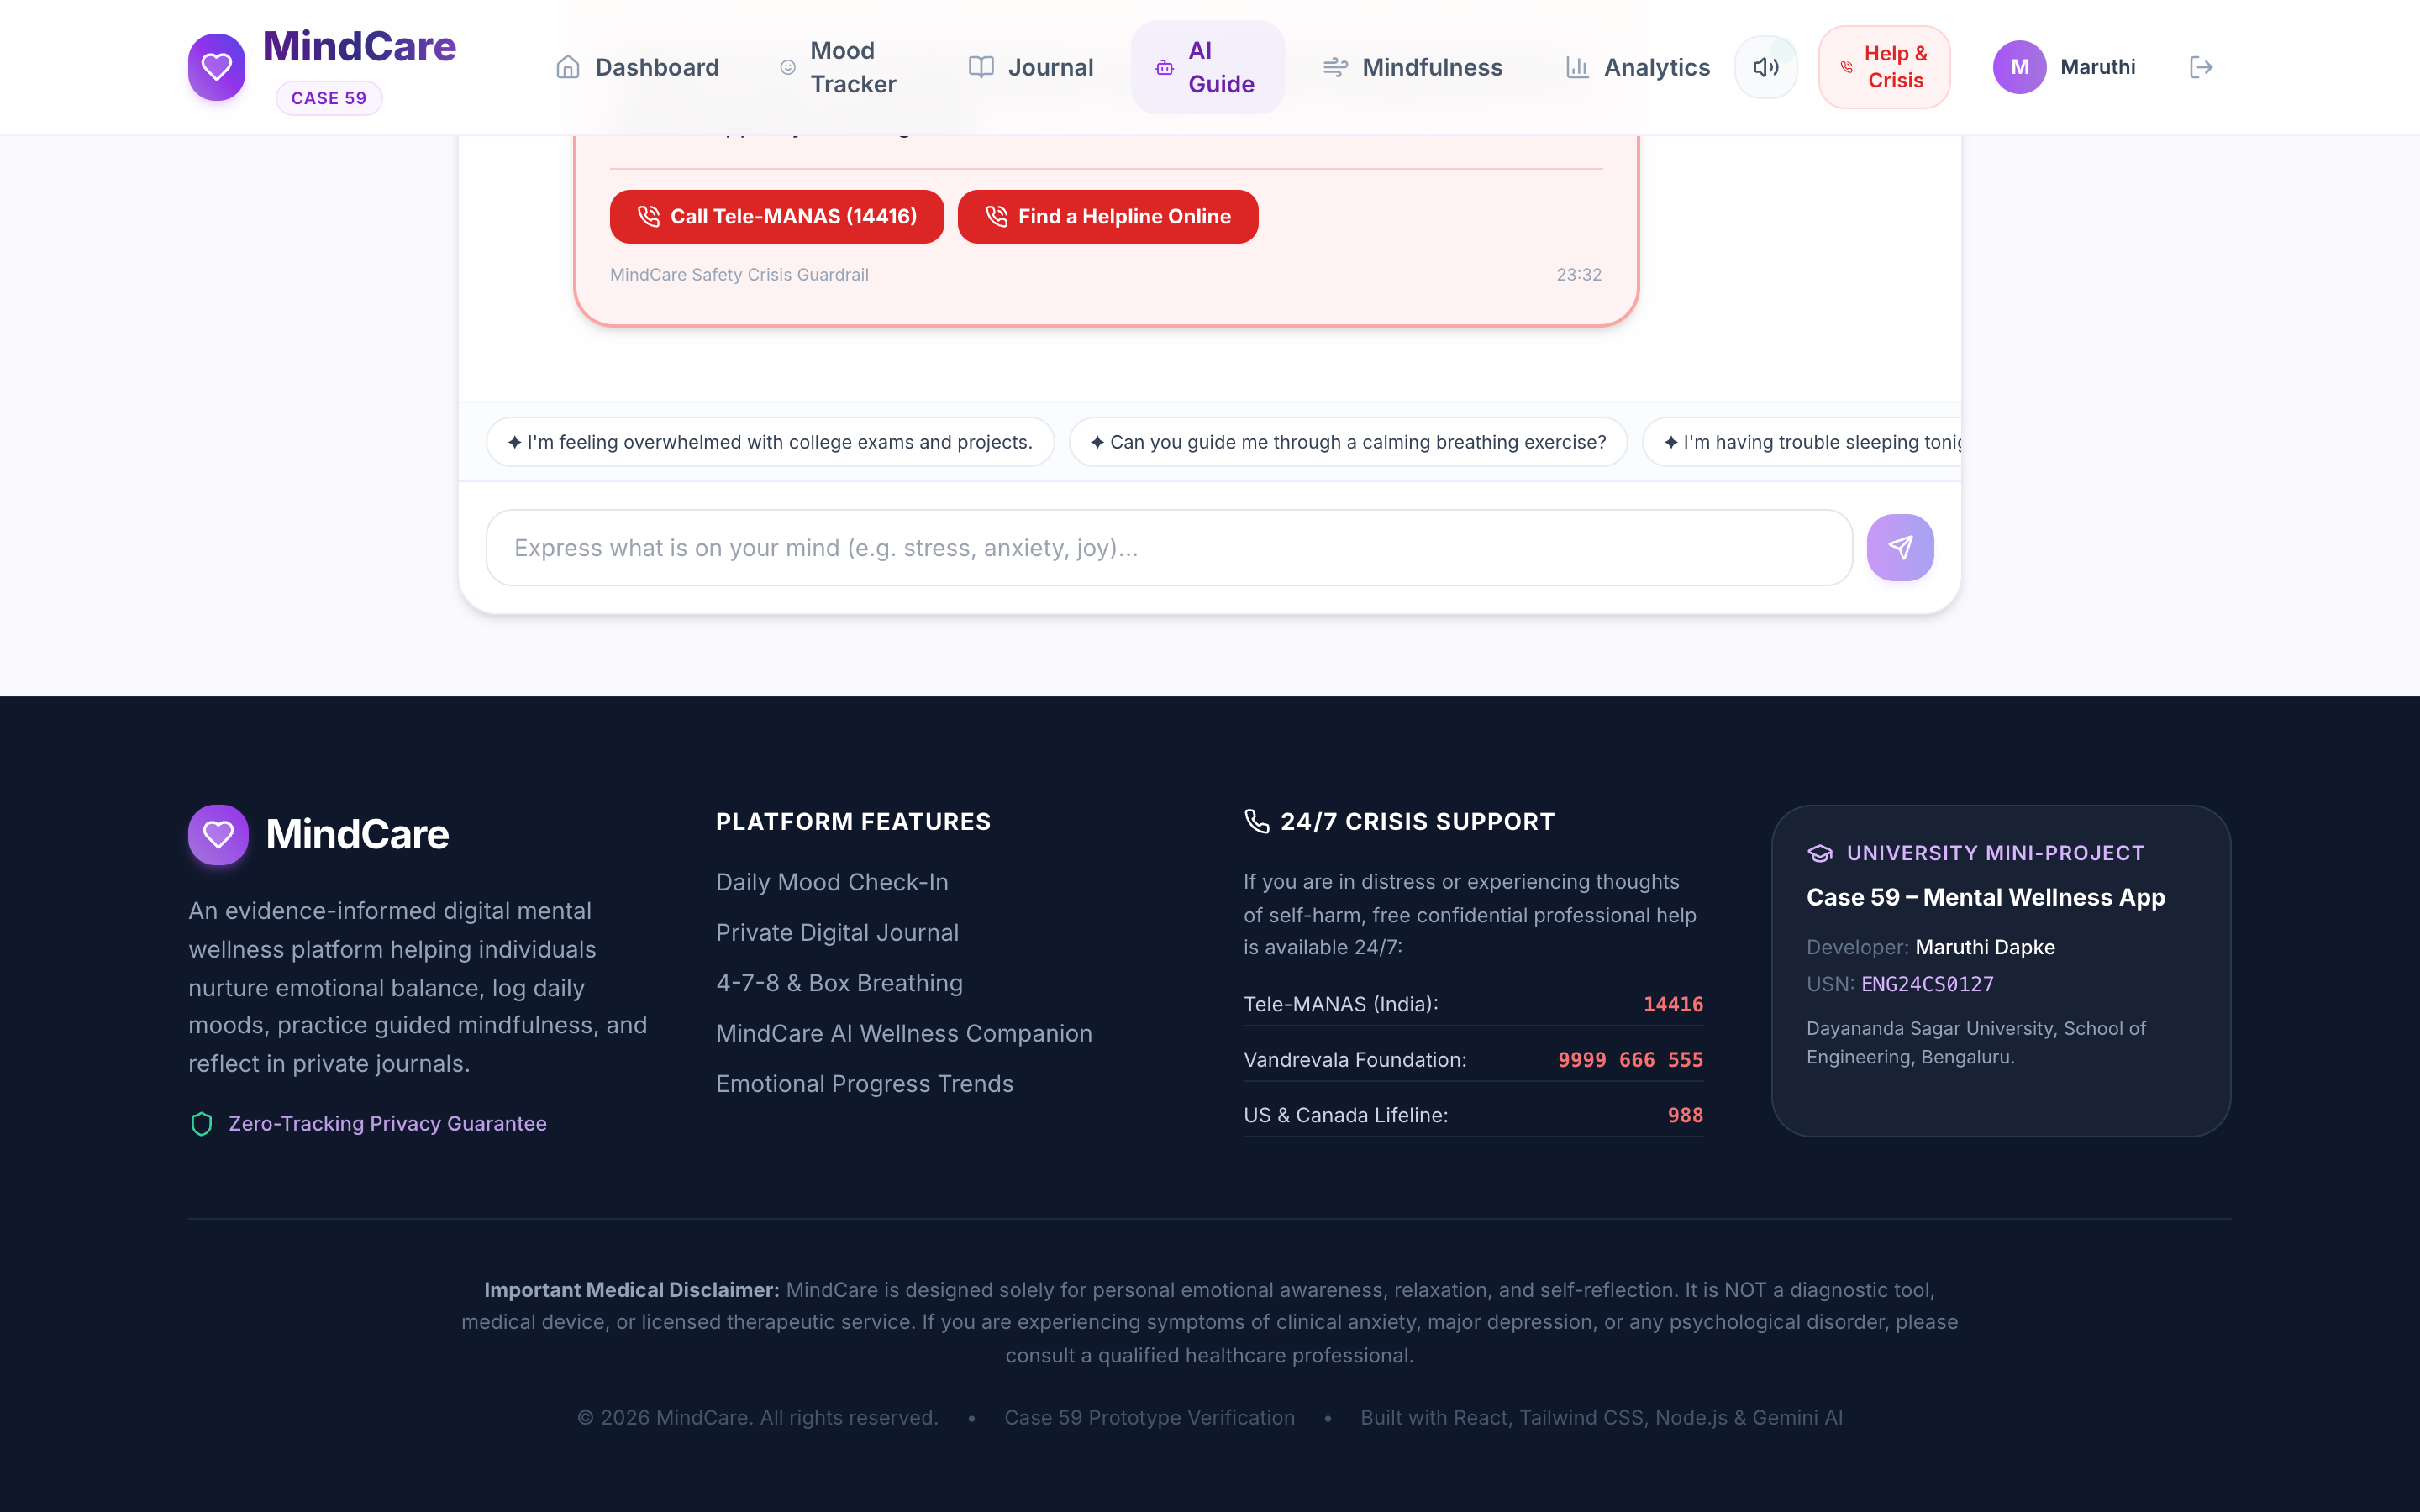 MindCare
CASE 59
Dashboard
Mood
Tracker
Journal
AI
Guide
Mindfulness
Analytics
Help &
Crisis
M
Maruthi
Call Tele-MANAS (14416)
Find a Helpline Online
MindCare Safety Crisis Guardrail
23:32
✦ I'm feeling overwhelmed with college exams and projects.
✦ Can you guide me through a calming breathing exercise?
✦ I'm having trouble sleeping
Express what is on your mind (e.g. stress, anxiety, joy)...
MindCare
An evidence-informed digital mental
wellness platform helping individuals
nurture emotional balance, log daily
moods, practice guided mindfulness, and
reflect in private journals.
Zero-Tracking Privacy Guarantee
PLATFORM FEATURES
Daily Mood Check-In
Private Digital Journal
4-7-8 & Box Breathing
MindCare AI Wellness Companion
Emotional Progress Trends
24/7 CRISIS SUPPORT
If you are in distress or experiencing thoughts
of self-harm, free confidential professional help
is available 24/7:
Tele-MANAS (India): 14416
Vandrevala Foundation: 9999 666 555
US & Canada Lifeline: 988
UNIVERSITY MINI-PROJECT
Case 59 – Mental Wellness App
Developer: Maruthi Dapke
USN: ENG24CS0127
Dayananda Sagar University, School of
Engineering, Bengaluru.
Important Medical Disclaimer: MindCare is designed solely for personal emotional awareness, relaxation, and self-reflection. It is NOT a diagnostic tool,
medical device, or licensed therapeutic service. If you are experiencing symptoms of clinical anxiety, major depression, or any psychological disorder, please
consult a qualified healthcare professional.
© 2026 MindCare. All rights reserved. • Case 59 Prototype Verification • Built with React, Tailwind CSS, Node.js & Gemini AI